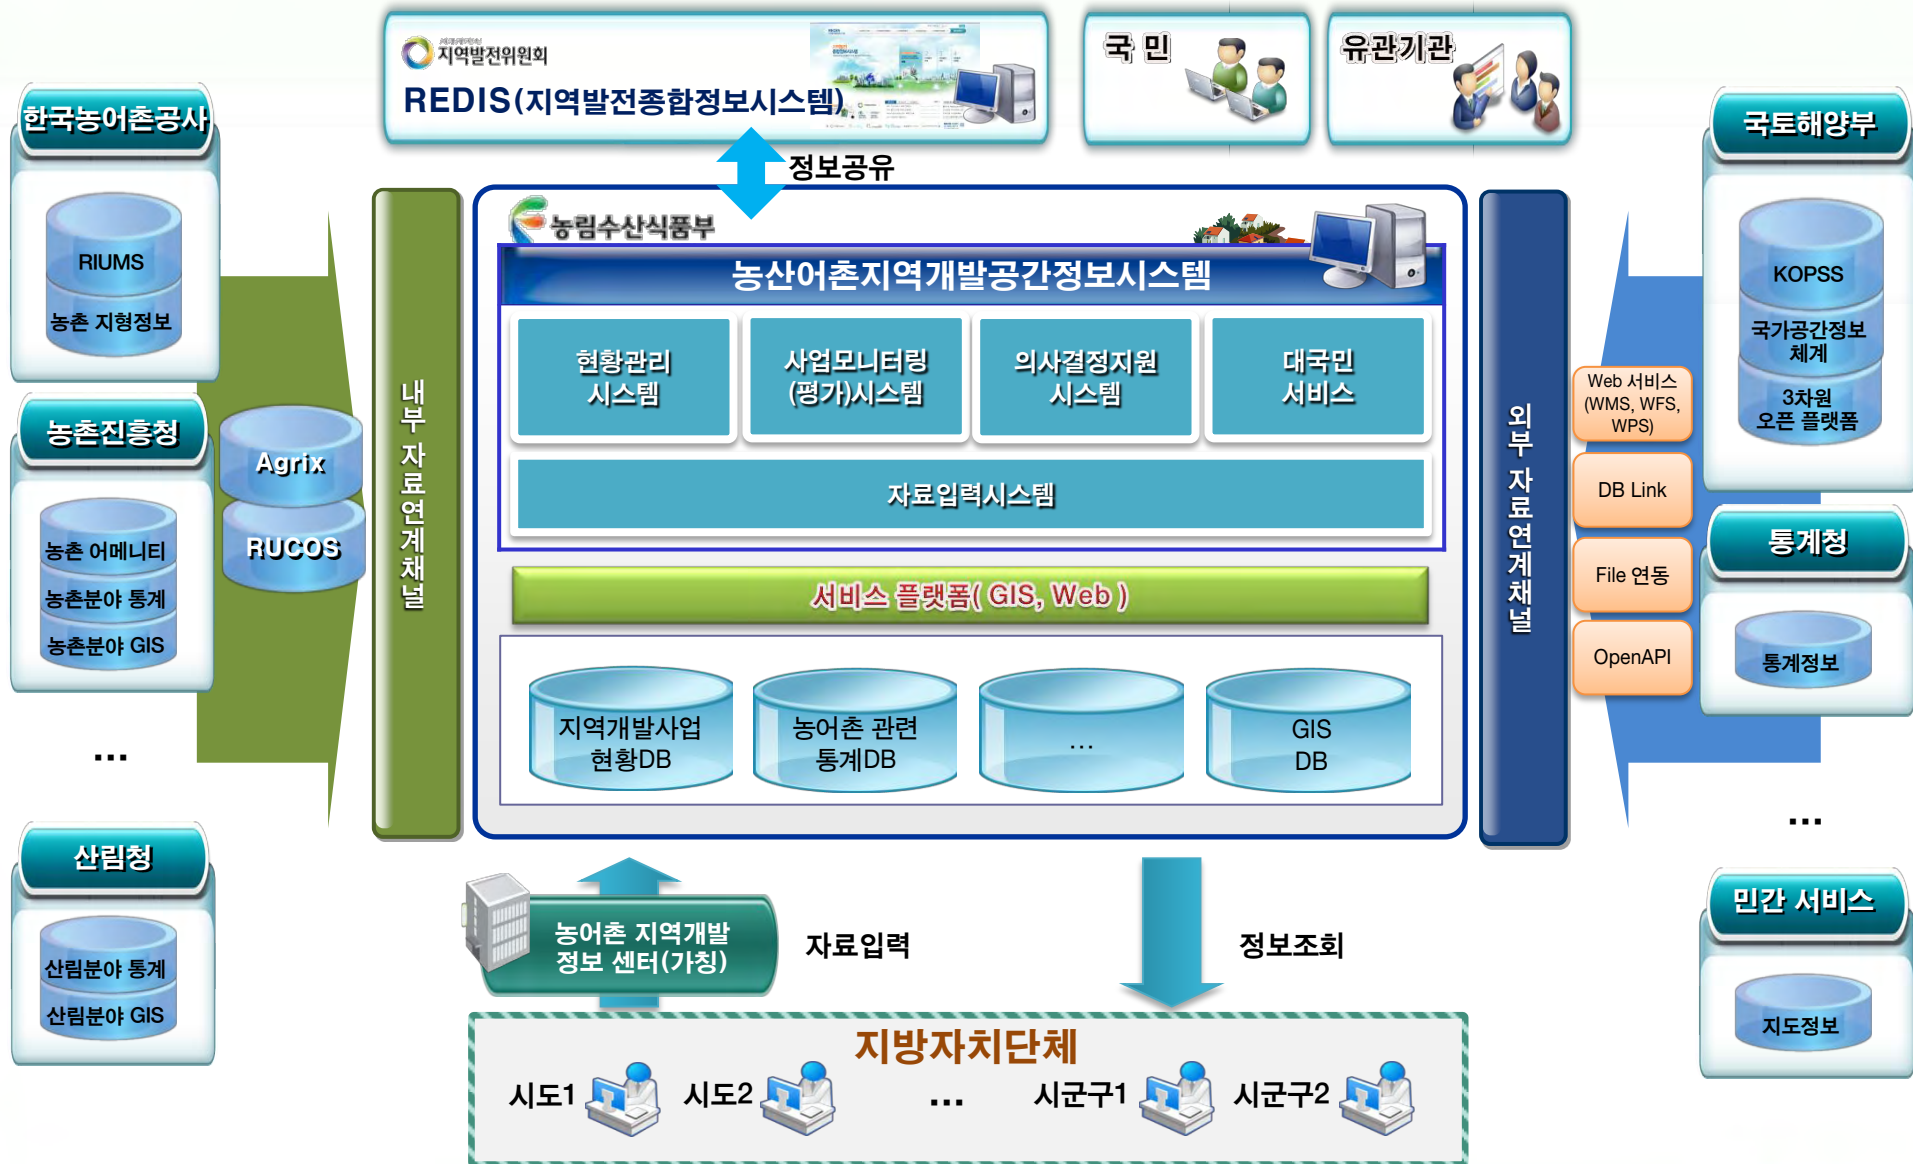 지역발전위원회
REDIS(지역발전종합정보시스템)
국 민
유관기관
정보공유
한국농어촌공사
RIUMS
농촌 지형정보
농촌진흥청
농촌 어메니티
농촌분야 통계
농촌분야 GIS
...
산림청
산림분야 통계
산림분야 GIS
Agrix
RUCOS
내부 자료연계채널
농림수산식품부
농산어촌지역개발공간정보시스템
현황관리
시스템
사업모니터링
(평가)시스템
의사결정지원
시스템
대국민
서비스
자료입력시스템
서비스 플랫폼( GIS, Web )
지역개발사업
현황DB
농어촌 관련
통계DB
...
GIS
DB
외부 자료연계채널
Web 서비스
(WMS, WFS,
WPS)
DB Link
File 연동
OpenAPI
국토해양부
KOPSS
국가공간정보
체계
3차원
오픈 플랫폼
통계청
통계정보
...
민간 서비스
지도정보
농어촌 지역개발
정보 센터(가칭)
자료입력
정보조회
지방자치단체
시도1
시도2
...
시군구1
시군구2